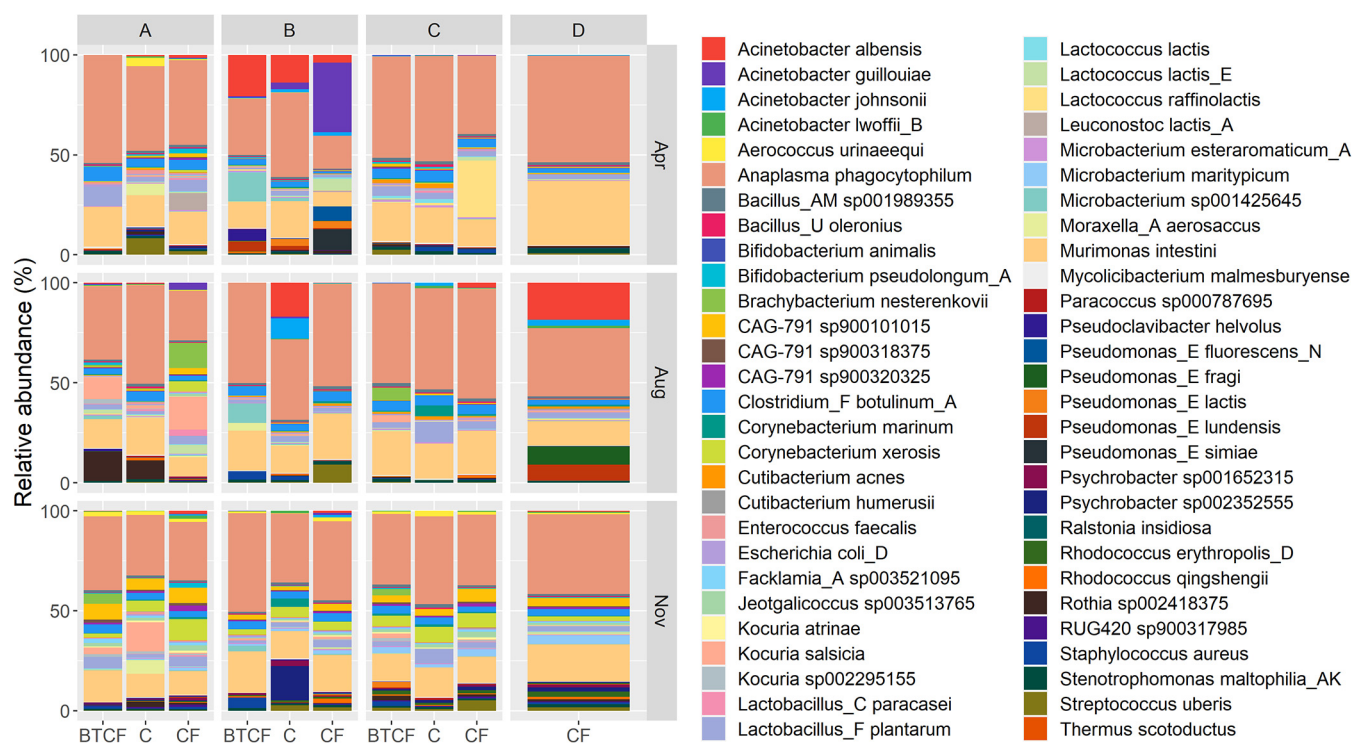 A B C D
Relative abundance (%)
100
50
0
Apr
100
50
0
Aug
100
50
0
Nov
BTCF C CF BTCF C CF BTCF C CF CF
Acinetobacter albensis
Acinetobacter guillouiae
Acinetobacter johnsonii
Acinetobacter lwoffii_B
Aerococcus urinaeequi
Anaplasma phagocytophilum
Bacillus_AM sp001989355
Bacillus_U oleronius
Bifidobacterium animalis
Bifidobacterium pseudolongum_A
Brachybacterium nesterenkovii
CAG-791 sp900101015
CAG-791 sp900318375
CAG-791 sp900320325
Clostridium_F botulinum_A
Corynebacterium marinum
Corynebacterium xerosis
Cutibacterium acnes
Cutibacterium humerusii
Enterococcus faecalis
Escherichia coli_D
Facklamia_A sp003521095
Jeotgalicoccus sp003513765
Kocuria atrinae
Kocuria salsicia
Kocuria sp002295155
Lactobacillus_C paracasei
Lactobacillus_F plantarum
Lactococcus lactis
Lactococcus lactis_E
Lactococcus raffinolactis
Leuconostoc lactis_A
Microbacterium esteraromaticum_A
Microbacterium maritypicum
Microbacterium sp001425645
Moraxella_A aerosaccus
Murimonas intestini
Mycolicibacterium malmesburyense
Paracoccus sp000787695
Pseudoclavibacter helvolus
Pseudomonas_E fluorescens_N
Pseudomonas_E fragi
Pseudomonas_E lactis
Pseudomonas_E lundensis
Pseudomonas_E simiae
Psychrobacter sp001652315
Psychrobacter sp002352555
Ralstonia insidiosa
Rhodococcus erythropolis_D
Rhodococcus qingshengii
Rothia sp002418375
RUG420 sp900317985
Staphylococcus aureus
Stenotrophomonas maltophilia_AK
Streptococcus uberis
Thermus scotoductus